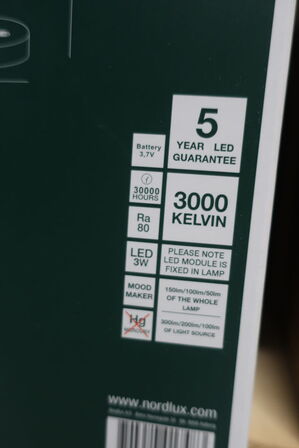 5
YEAR LED
GUARANTEE
Battery
3,7V
30000
HOURS
3000
KELVIN
Ra
80
LED
3W
PLEASE NOTE
LED MODULE IS
FIXED IN LAMP
MOOD
MAKER
150lm/100lm/50lm
OF THE WHOLE
LAMP
Hg
300lm/200lm/100lm
OF LIGHT SOURCE
www.nordlux.com